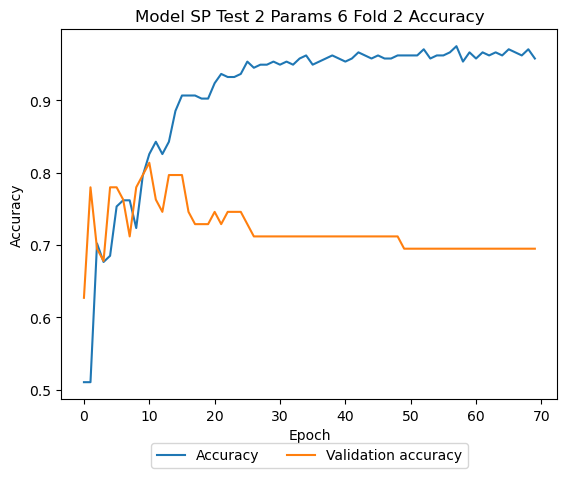 Model SP Test 2 Params 6 Fold 2 Accuracy
Accuracy
0.9
0.8
0.7
0.6
0.5
0 10 20 30 40 50 60 70
Epoch
Accuracy Validation accuracy